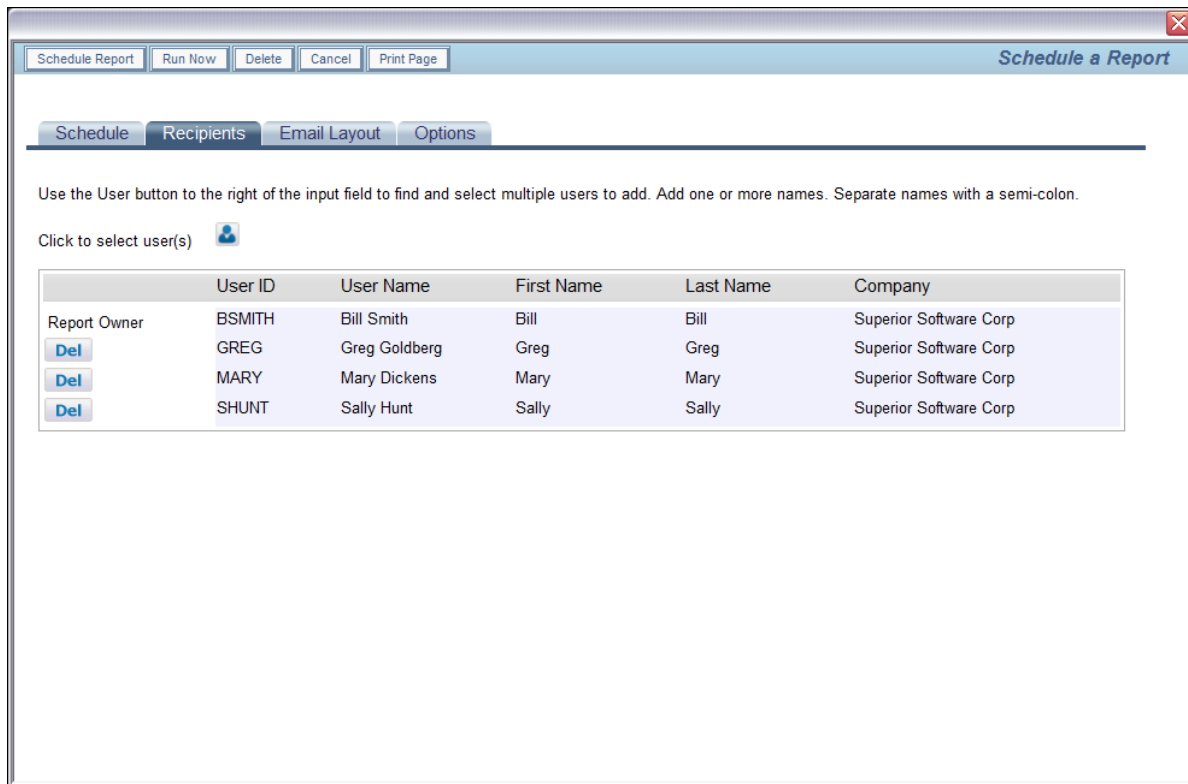 Schedule Report Run Now Delete Cancel Print Page Schedule a Report
Schedule Recipients Email Layout Options
Use the User button to the right of the input field to find and select multiple users to add. Add one or more names. Separate names with a semi-colon.
Click to select user(s)
User ID User Name First Name Last Name Company
Report Owner BSMITH Bill Smith Bill Bill Superior Software Corp
Del GREG Greg Goldberg Greg Greg Superior Software Corp
Del MARY Mary Dickens Mary Mary Superior Software Corp
Del SHUNT Sally Hunt Sally Sally Superior Software Corp